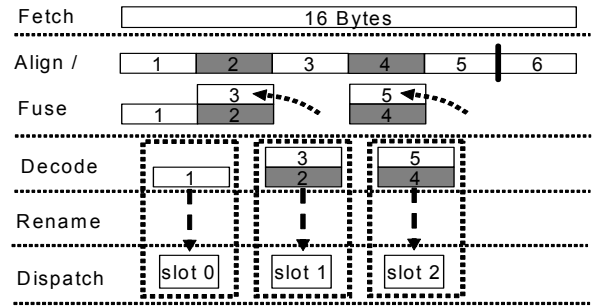 Fetch 16 Bytes
Align / 1 2 3 4 5 6
3 5
Fuse 1 2 4
Decode 1 3 5
2 4
Rename
Dispatch slot 0 slot 1 slot 2